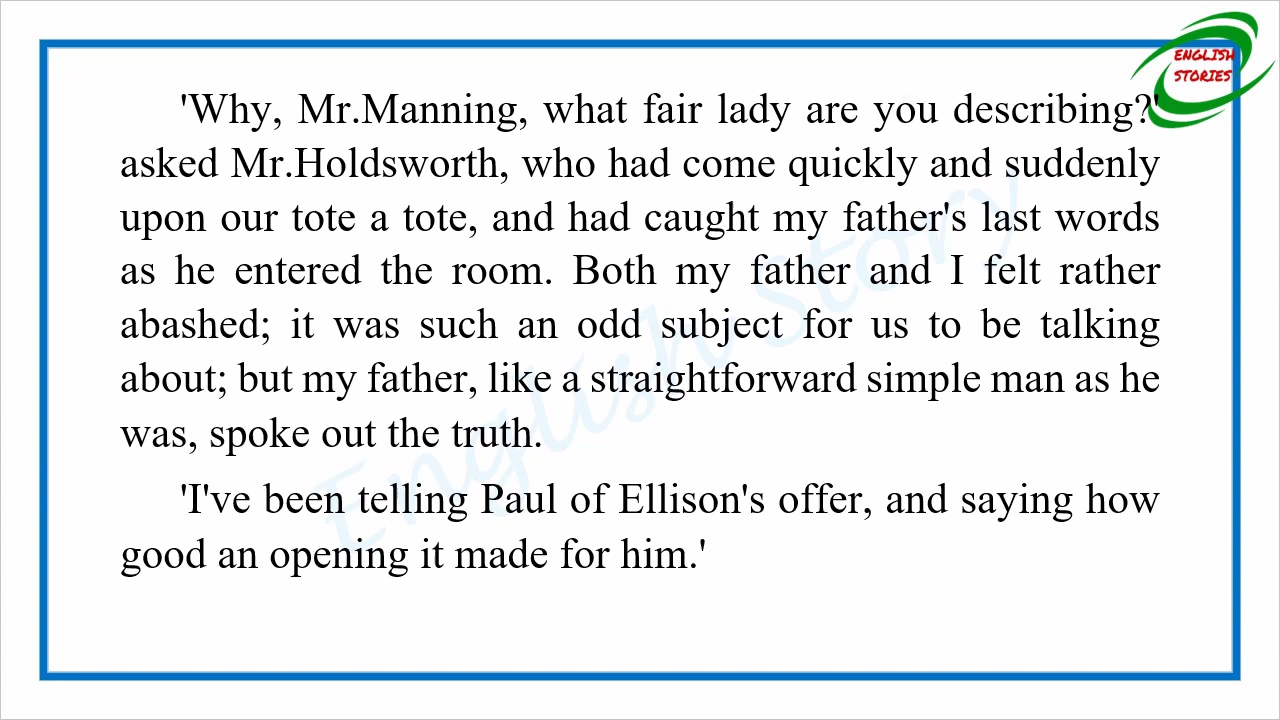 ENGLISH
STORIES
'Why, Mr.Manning, what fair lady are you describing?'
asked Mr.Holdsworth, who had come quickly and suddenly
upon our tote a tote, and had caught my father's last words
as he entered the room. Both my father and I felt rather
abashed; it was such an odd subject for us to be talking
about; but my father, like a straightforward simple man as he
was, spoke out the truth.
'I've been telling Paul of Ellison's offer, and saying how
good an opening it made for him.'
English Story